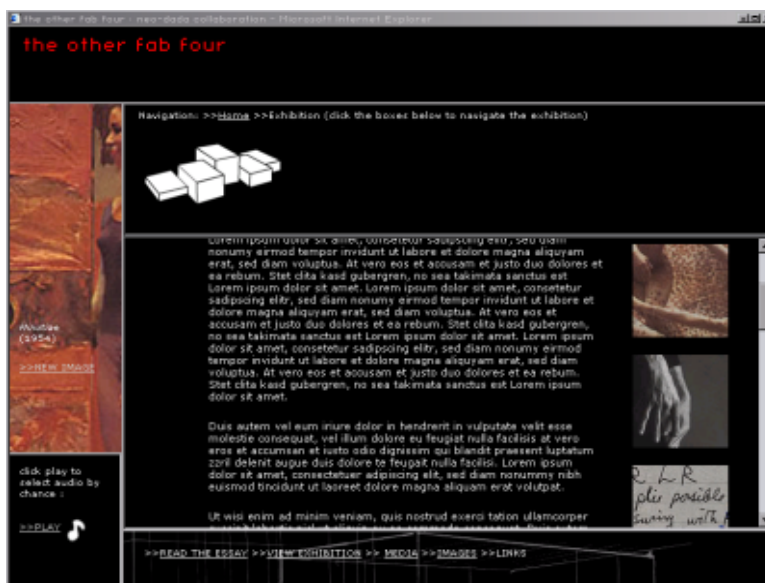 the other fab four : neo-dada collaboration - Microsoft Internet Explorer
the other fab four
Navigation: >>Home >>Exhibition (click the boxes below to navigate the exhibition)
Lorem ipsum dolor sit amet, consetetur sadipscing elitr, sed diam
nonumy eirmod tempor invidunt ut labore et dolore magna aliquyam
erat, sed diam voluptua. At vero eos et accusam et justo duo dolores et
ea rebum. Stet clita kasd gubergren, no sea takimata sanctus est
Lorem ipsum dolor sit amet. Lorem ipsum dolor sit amet, consetetur
sadipscing elitr, sed diam nonumy eirmod tempor invidunt ut labore et
dolore magna aliquyam erat, sed diam voluptua. At vero eos et
accusam et justo duo dolores et ea rebum. Stet clita kasd gubergren,
no sea takimata sanctus est Lorem ipsum dolor sit amet. Lorem ipsum
dolor sit amet, consetetur sadipscing elitr, sed diam nonumy eirmod
tempor invidunt ut labore et dolore magna aliquyam erat, sed diam
voluptua. At vero eos et accusam et justo duo dolores et ea rebum.
Stet clita kasd gubergren, no sea takimata sanctus est Lorem ipsum
dolor sit amet.
Duis autem vel eum iriure dolor in hendrerit in vulputate velit esse
molestie consequat, vel illum dolore eu feugiat nulla facilisis at vero
eros et accumsan et iusto odio dignissim qui blandit praesent luptatum
zzril delenit augue duis dolore te feugait nulla facilisi. Lorem ipsum
dolor sit amet, consectetuer adipiscing elit, sed diam nonummy nibh
euismod tincidunt ut laoreet dolore magna aliquam erat volutpat.
Ut wisi enim ad minim veniam, quis nostrud exerci tation ullamcorper
(1954)
>>NEW IMAGE
click play to
select audio by
chance :
>>PLAY
R L R
possible
with
>>READ THE ESSAY >>VIEW EXHIBITION >> MEDIA >>IMAGES >>LINKS